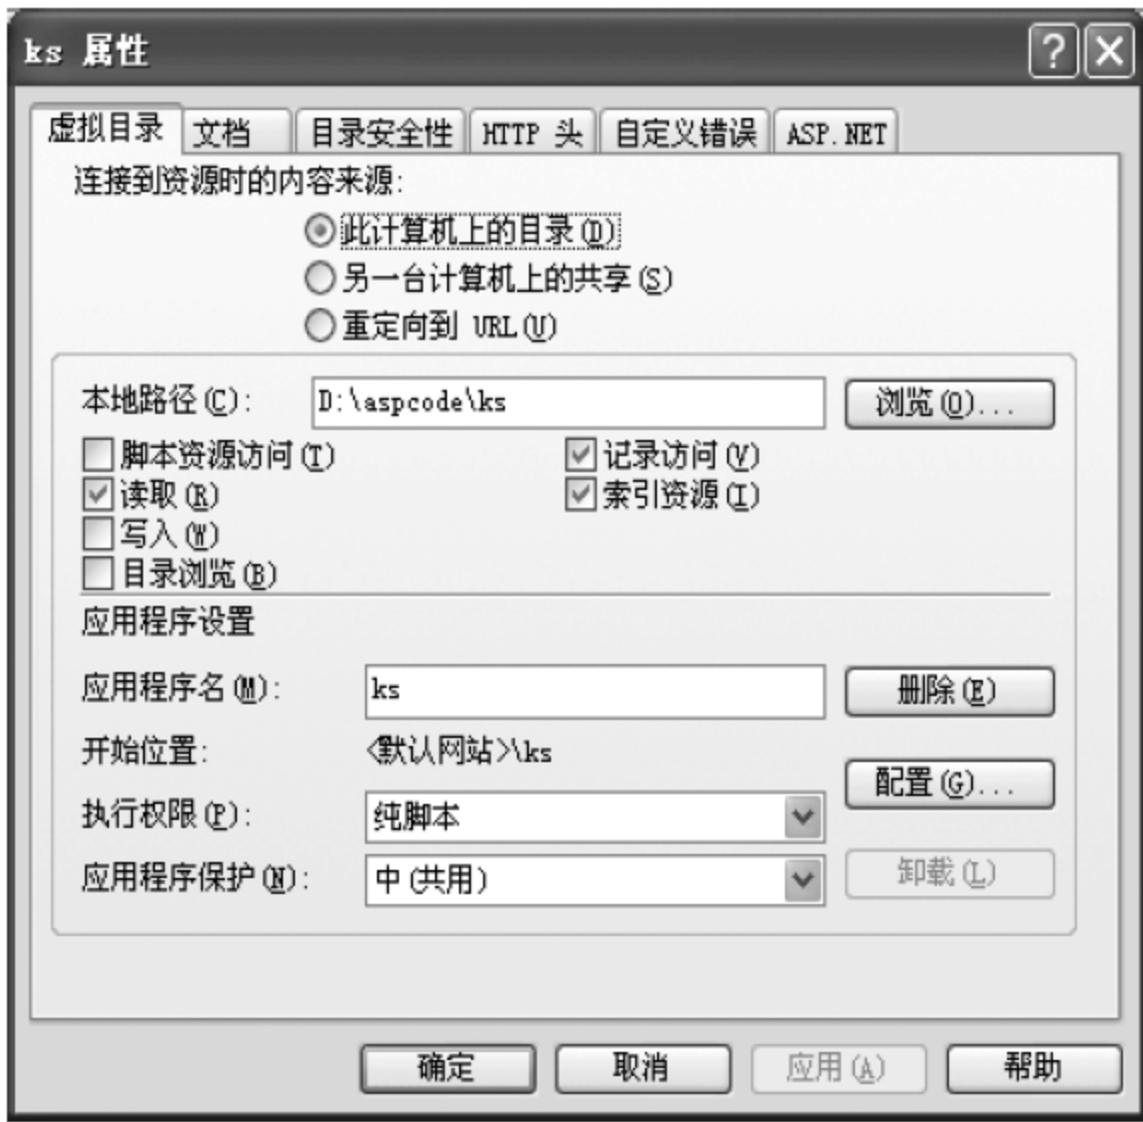 ks 属性
虚拟目录 文档 目录安全性 HTTP 头 自定义错误 ASP.NET
连接到资源时的内容来源:
此计算机上的目录(D)
另一台计算机上的共享(S)
重定向到 URL(U)
本地路径(C): D:\aspcode\ks 浏览(O)...
脚本资源访问(T) 记录访问(V)
读取(R) 索引资源(I)
写入(W)
目录浏览(B)
应用程序设置
应用程序名(M): ks 删除(E)
开始位置: <默认网站>\ks
配置(G)...
执行权限(P): 纯脚本
应用程序保护(N): 中(共用) 卸载(L)
确定 取消 应用(A) 帮助